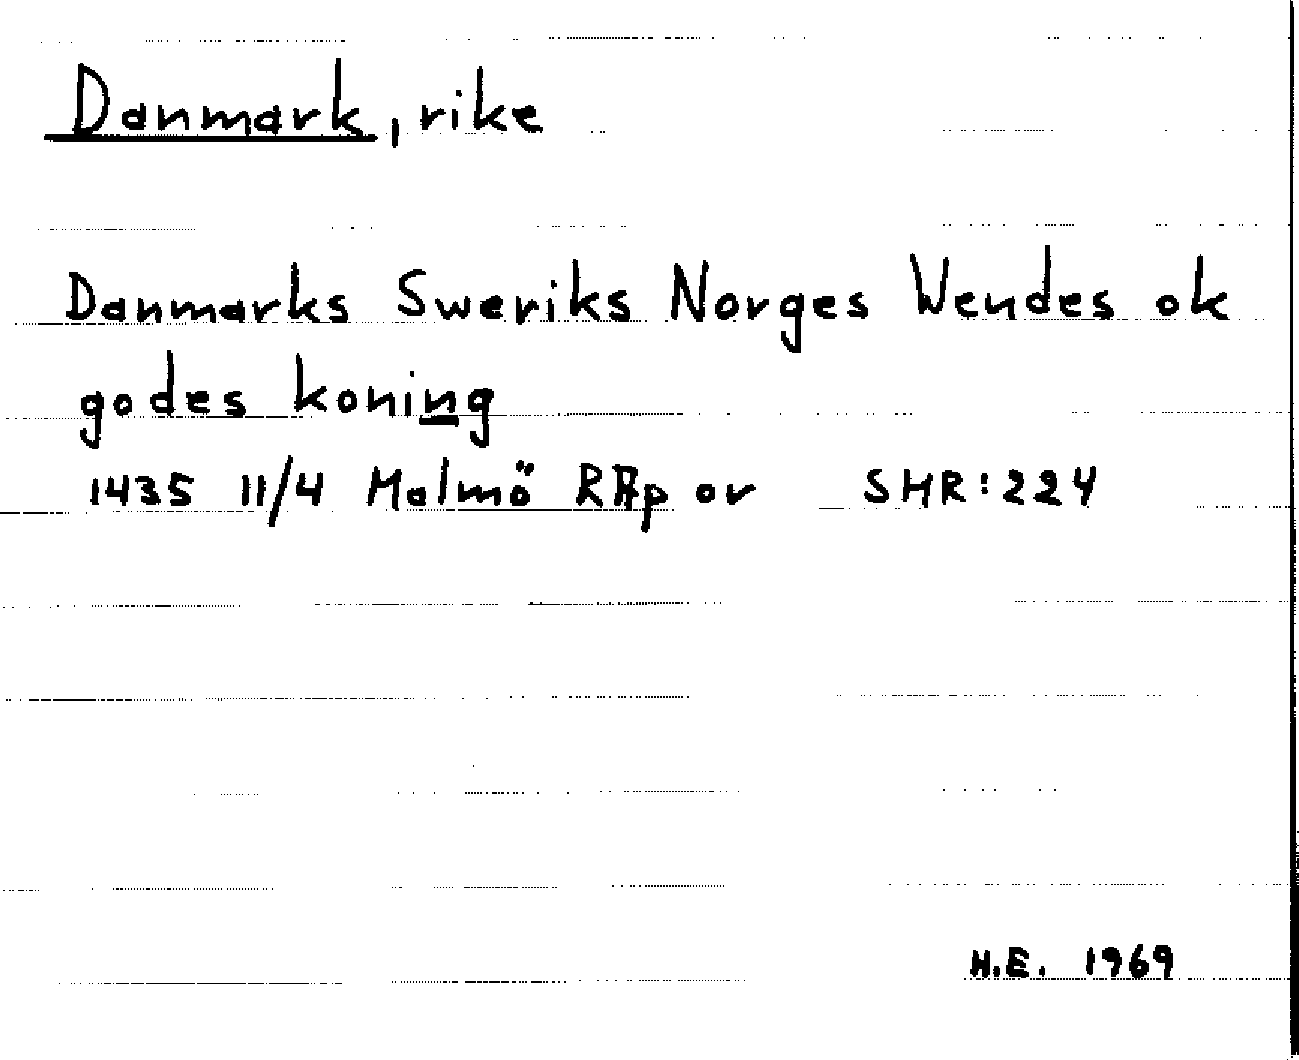 Danmark, rike
Danmarks Sweriks Norges Wendes ok
godes koning
1435 11/4 Malmö RAp or SHR:224
H.E. 1969